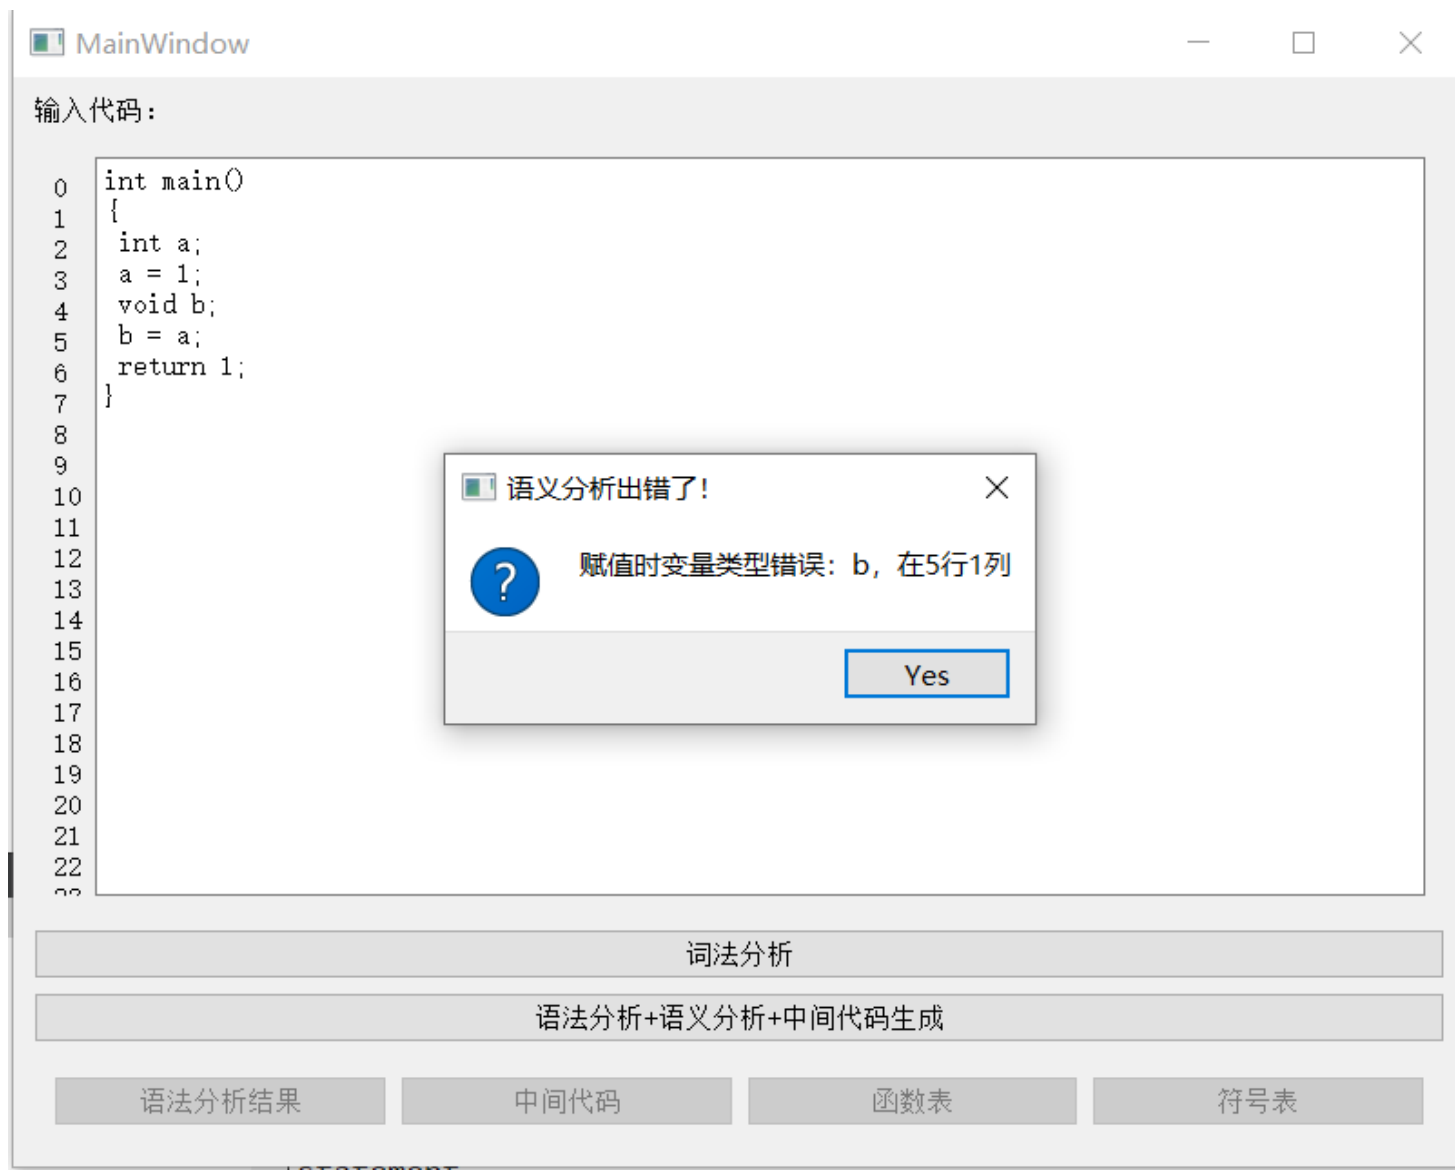 MainWindow
输入代码：
0
1
2
3
4
5
6
7
8
9
10
11
12
13
14
15
16
17
18
19
20
21
22
int main()
{
int a;
a = 1;
void b;
b = a;
return 1;
}
语义分析出错了!
赋值时变量类型错误：b，在5行1列
Yes
词法分析
语法分析+语义分析+中间代码生成
语法分析结果
中间代码
函数表
符号表